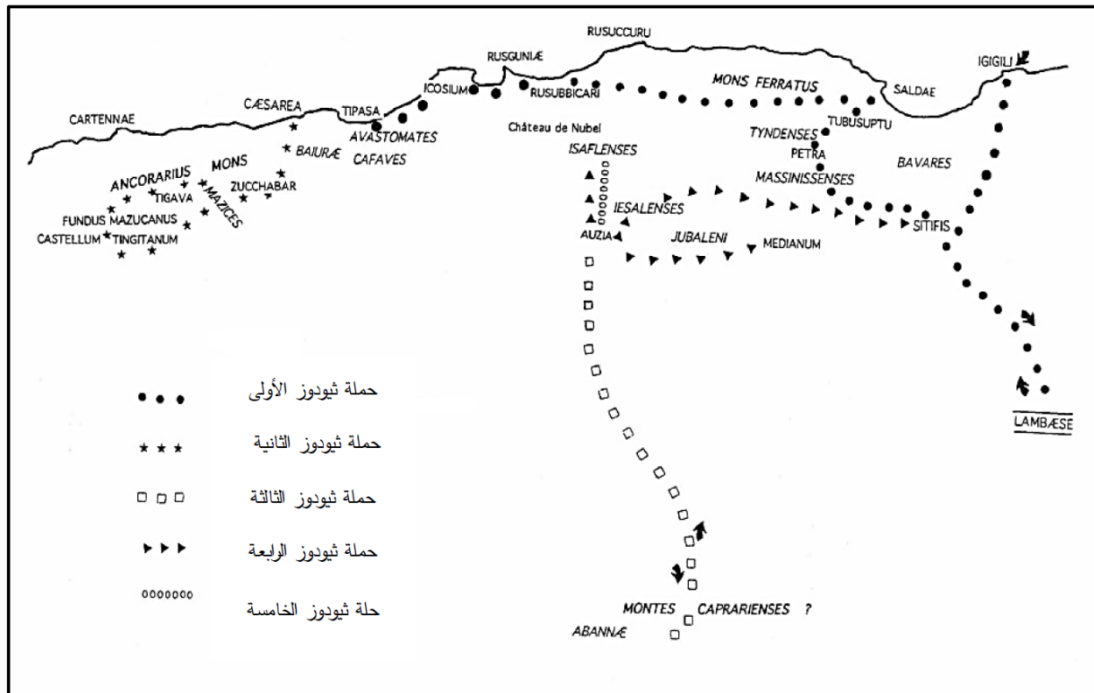 RUSUCCURU
IGIGILI
RUSGUNIÆ
ICOSIUM
RUSUBBICARI
MONS FERRATUS
SALDAE
CÆSAREA
TIPASA
CARTENNAE
AVASTOMATES
TUBUSUPTU
Château de Nubel
TYNDENSES
BAIURÆ
CAFAVES
ISAFLENSES
PETRA
BAVARES
ANCORARIUS
MONS
MASSINISSENSES
ZUCCHABAR
TIGAVA
MAZICES
IESALENSES
FUNDUS MAZUCANUS
SITIFIS
CASTELLUM
TINGITANUM
AUZIA
JUBALENI
MEDIANUM
LAMBÆSE
حملة ثيودوز الأولى
حملة ثيودوز الثانية
حملة ثيودوز الثالثة
حملة ثيودوز الرابعة
حلة ثيودوز الخامسة
MONTES
CAPRARIENSES ?
ABANNÆ